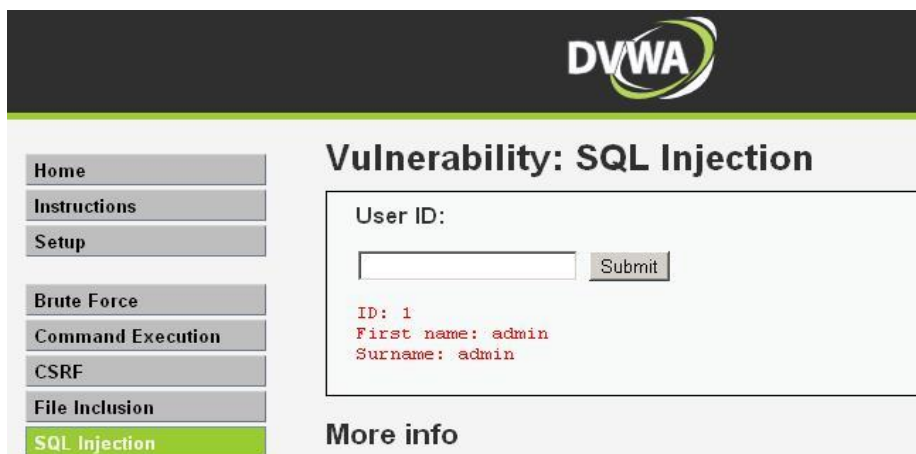 DVWA
Home
Instructions
Setup
Brute Force
Command Execution
CSRF
File Inclusion
SQL Injection
Vulnerability: SQL Injection
User ID:
Submit
ID: 1
First name: admin
Surname: admin
More info